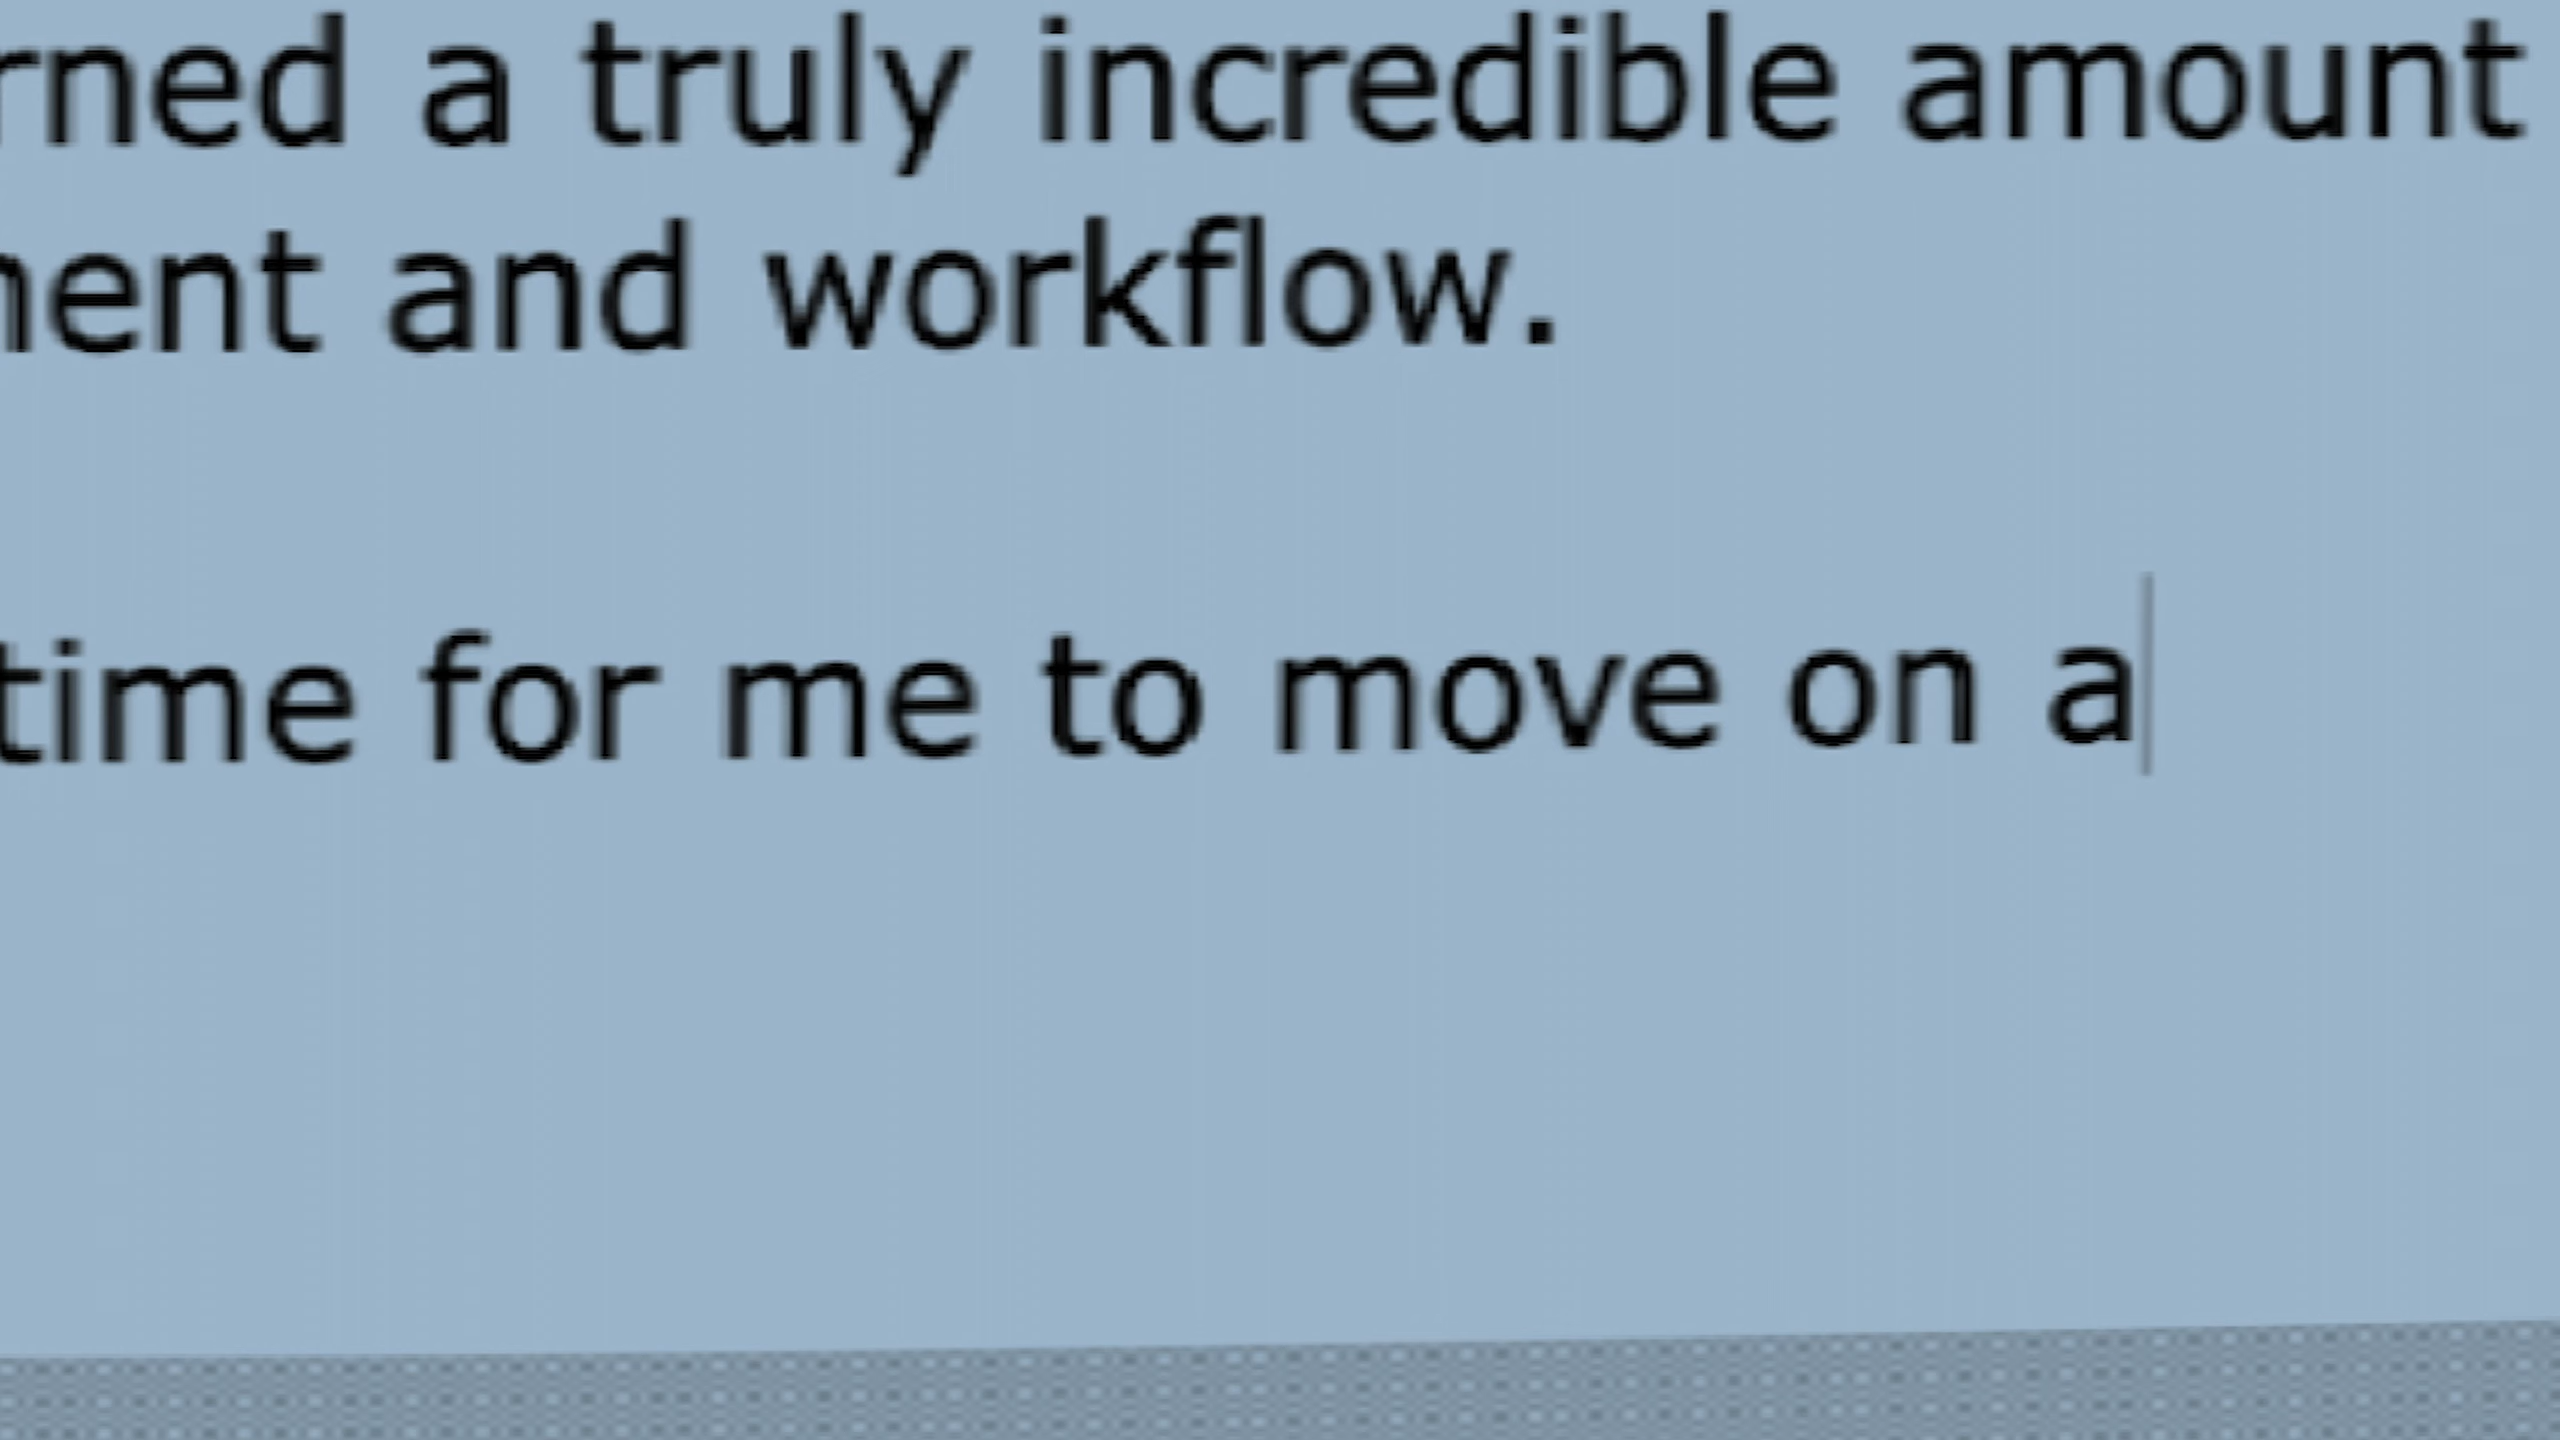 rned a truly incredible amount
ent and workflow.
time for me to move on a